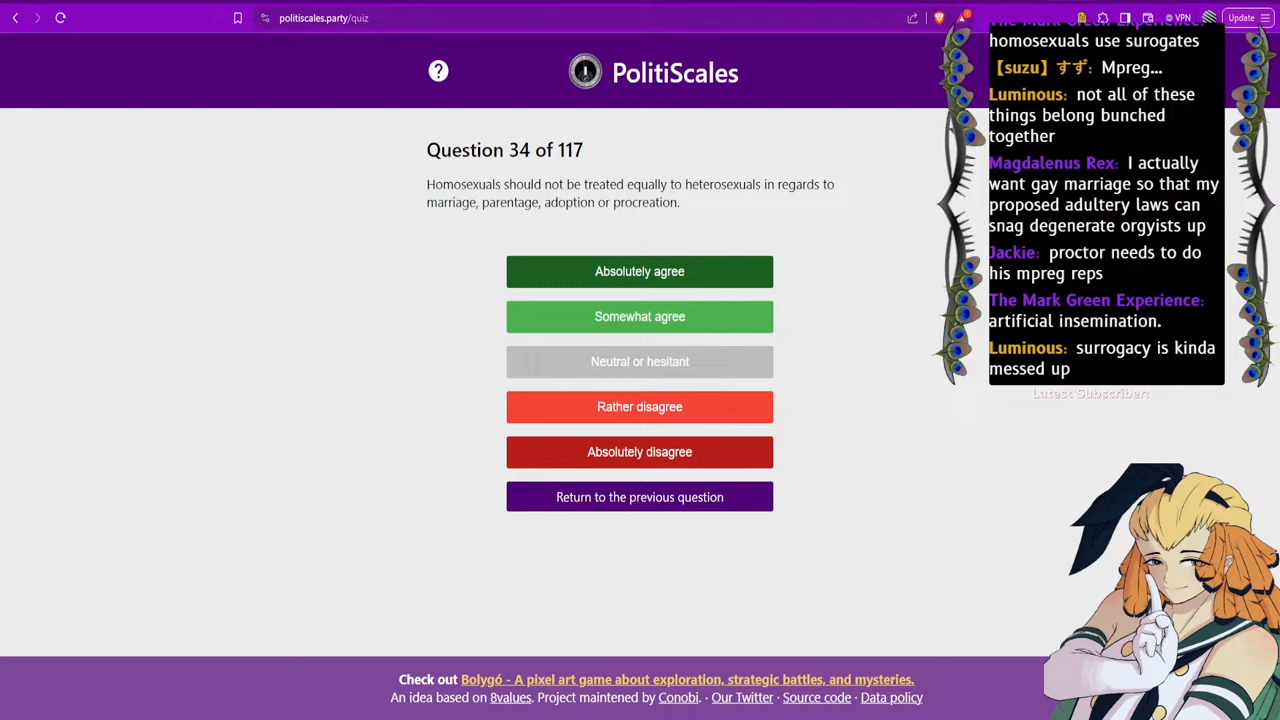 politiscales.party/quiz
VPN
Update
PolitiScales
Question 34 of 117
Homosexuals should not be treated equally to heterosexuals in regards to
marriage, parentage, adoption or procreation.
Absolutely agree
Somewhat agree
Neutral or hesitant
Rather disagree
Absolutely disagree
Return to the previous question
The Mark Green Experience:
homosexuals use surogates
【suzu】すず: Mpreg...
Luminous: not all of these
things belong bunched
together
Magdalenus Rex: I actually
want gay marriage so that my
proposed adultery laws can
snag degenerate orgyists up
Jackie: proctor needs to do
his mpreg reps
The Mark Green Experience:
artificial insemination.
Luminous: surrogacy is kinda
messed up
Latest Subscriber:
Check out Bolygó - A pixel art game about exploration, strategic battles, and mysteries.
An idea based on 8values. Project maintened by Conobi. · Our Twitter · Source code · Data policy